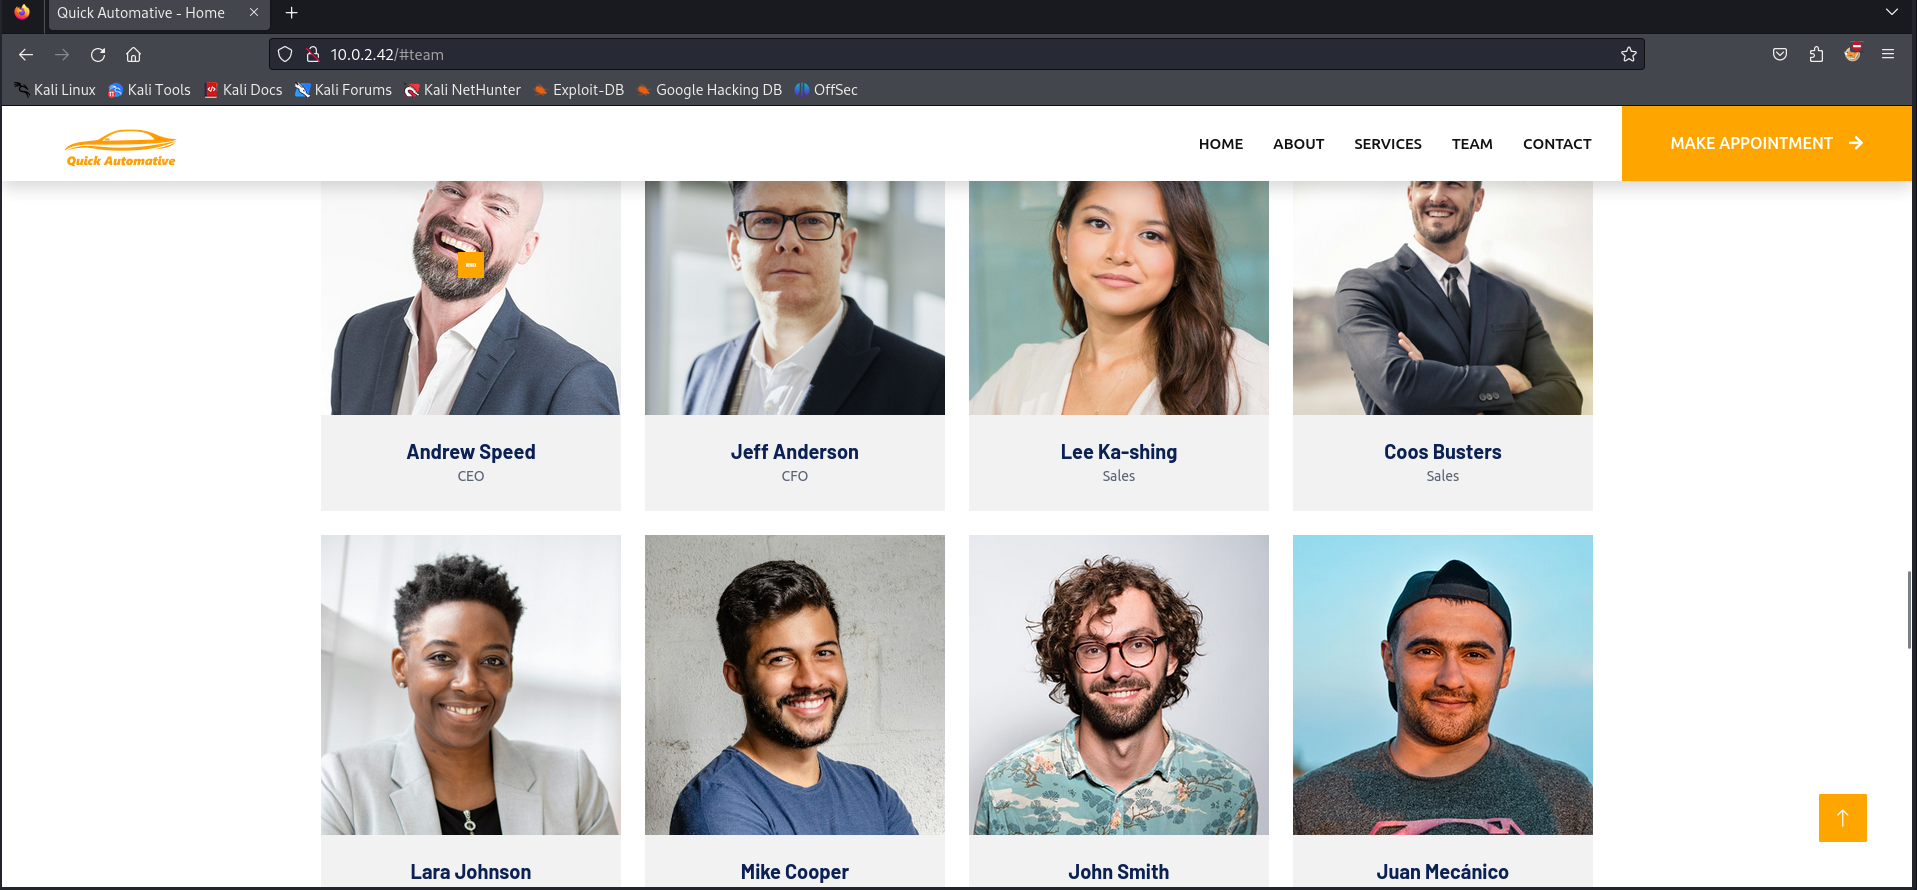 Quick Automative - Home
10.0.2.42/#team
Kali Linux Kali Tools Kali Docs Kali Forums Kali NetHunter Exploit-DB Google Hacking DB OffSec
Quick Automative
HOME ABOUT SERVICES TEAM CONTACT MAKE APPOINTMENT
Andrew Speed Jeff Anderson Lee Ka-shing Coos Busters
CEO CFO Sales Sales
Lara Johnson Mike Cooper John Smith Juan Mecánico